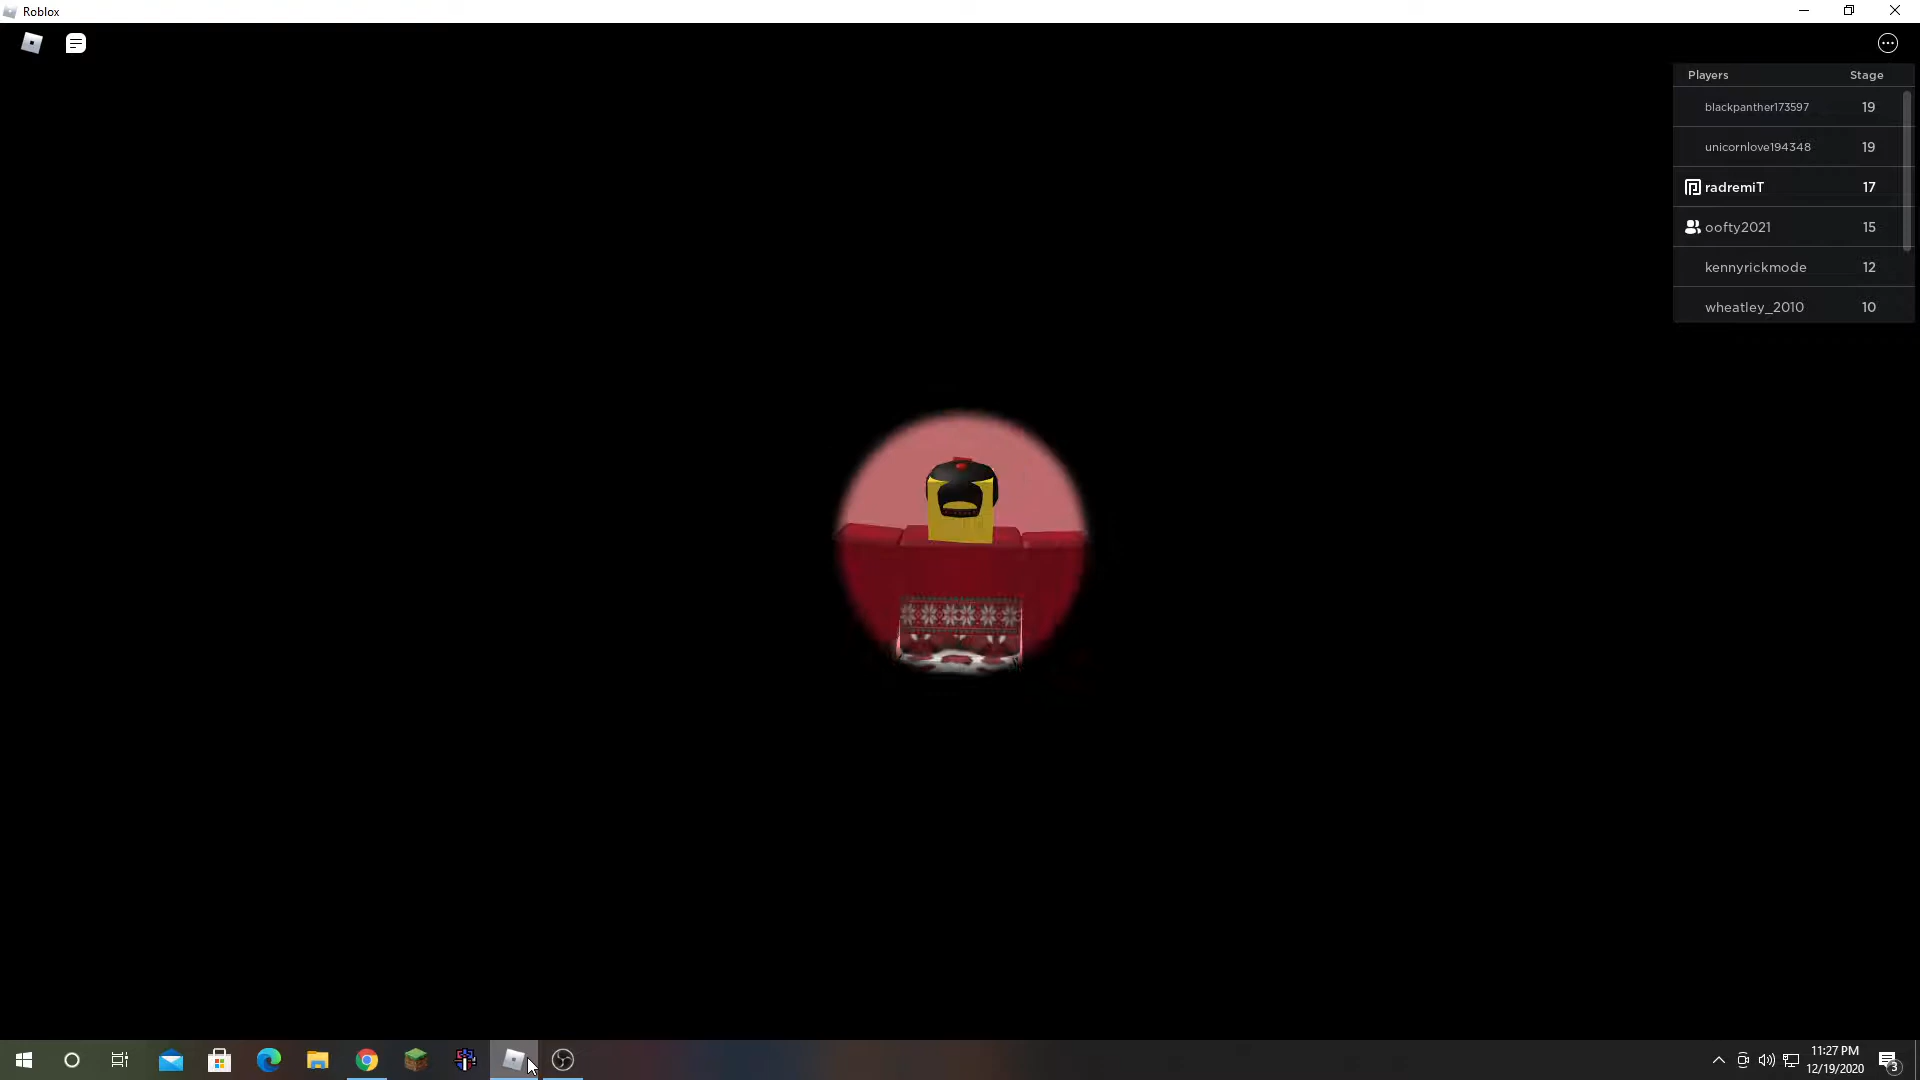 Roblox
Players Stage
blackpanther173597 19
unicornlove194348 19
radremiT 17
oofty2021 15
kennyrickmode 12
wheatley_2010 10
11:27 PM
12/19/2020
3